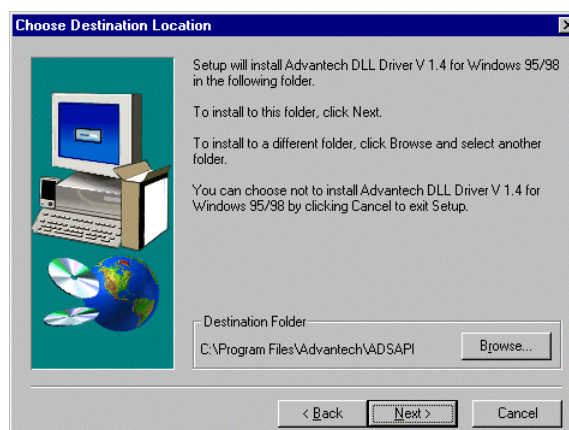 Choose Destination Location
Setup will install Advantech DLL Driver V 1.4 for Windows 95/98
in the following folder.
To install to this folder, click Next.
To install to a different folder, click Browse and select another
folder.
You can choose not to install Advantech DLL Driver V 1.4 for
Windows 95/98 by clicking Cancel to exit Setup.
Destination Folder
C:\Program Files\Advantech\ADSAPI
Browse...
< Back
Next >
Cancel